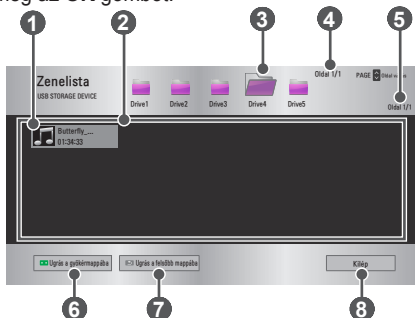 meg az OK gombot.
1 2 3 4 5
Zenelista
USB STORAGE DEVICE
Drive1 Drive2 Drive3 Drive4 Drive5
Oldal 1/1
PAGE
Oldal 1/1
Butterfly_...
01:34:33
Ugrás a gyökérmappába
Ugrás a felsőbb mappába
Kilép
6 7 8